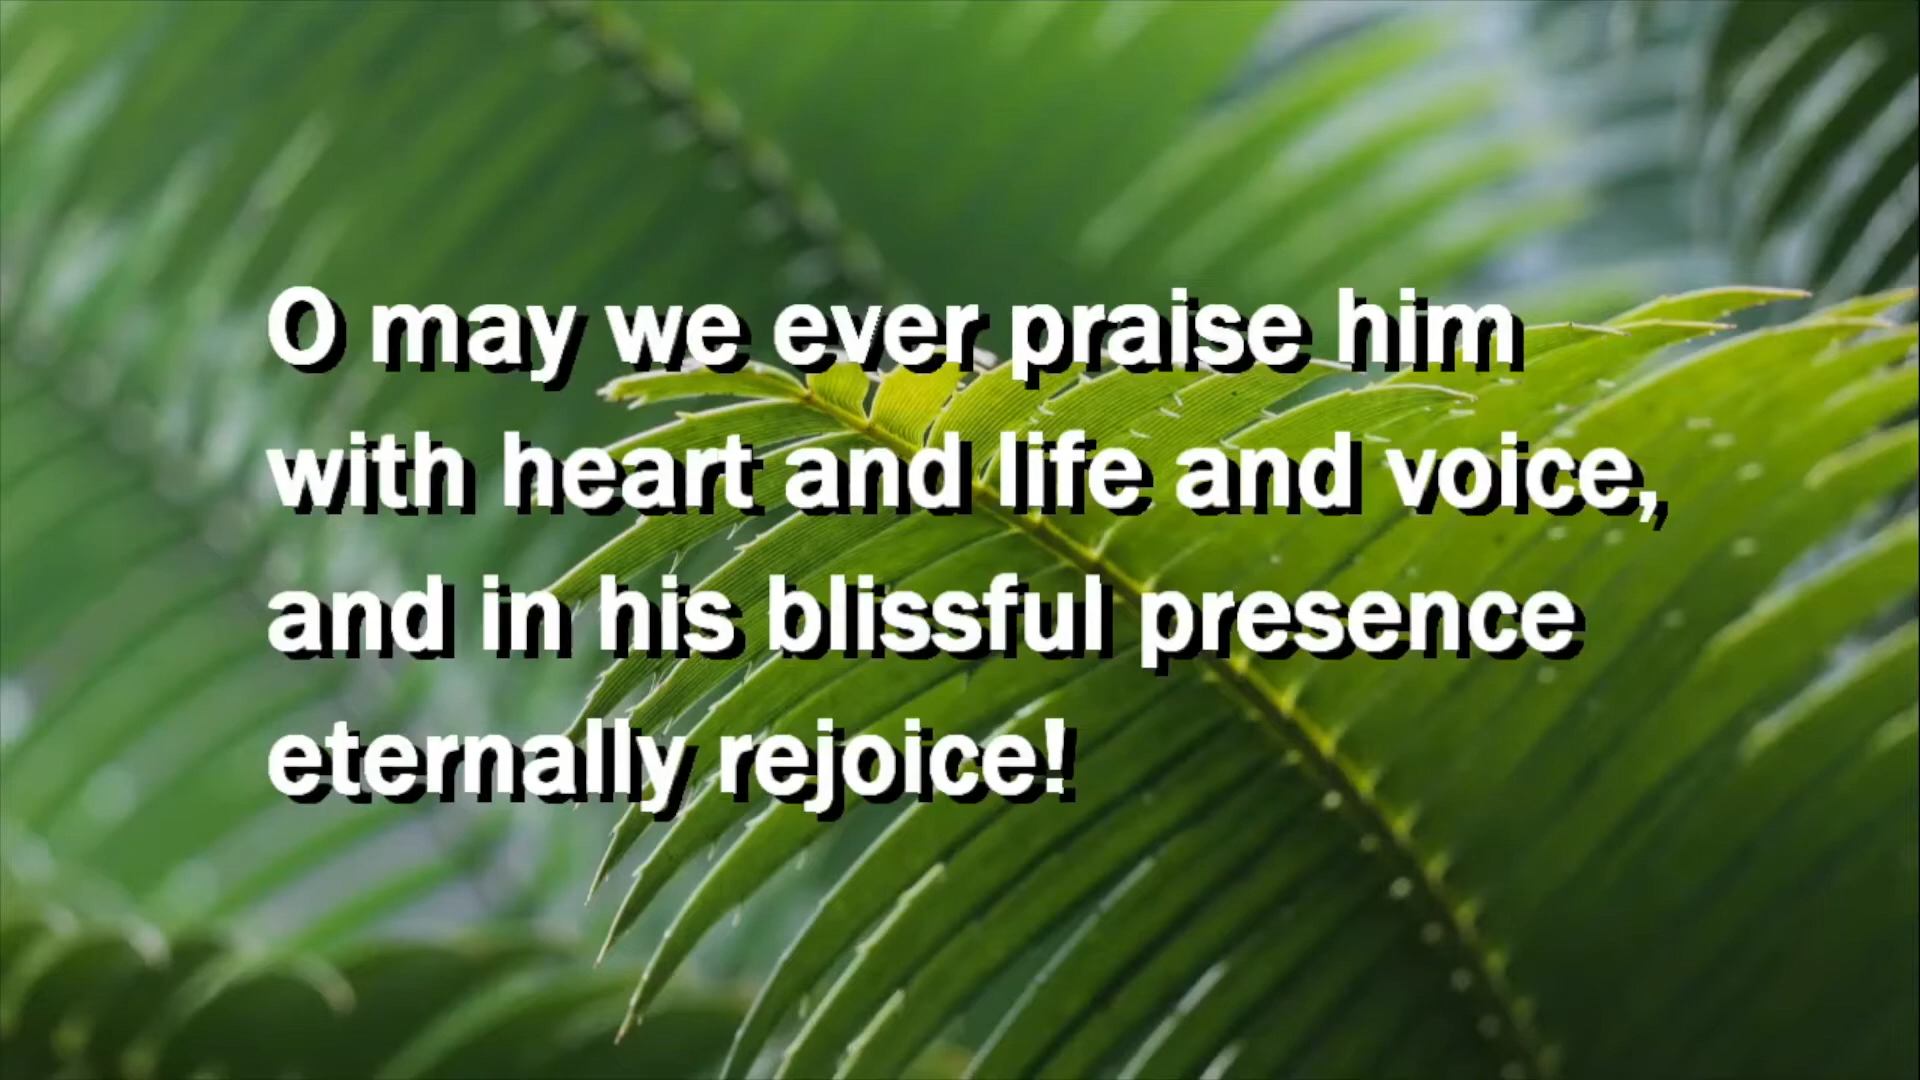 O may we ever praise him
with heart and life and voice,
and in his blissful presence
eternally rejoice!